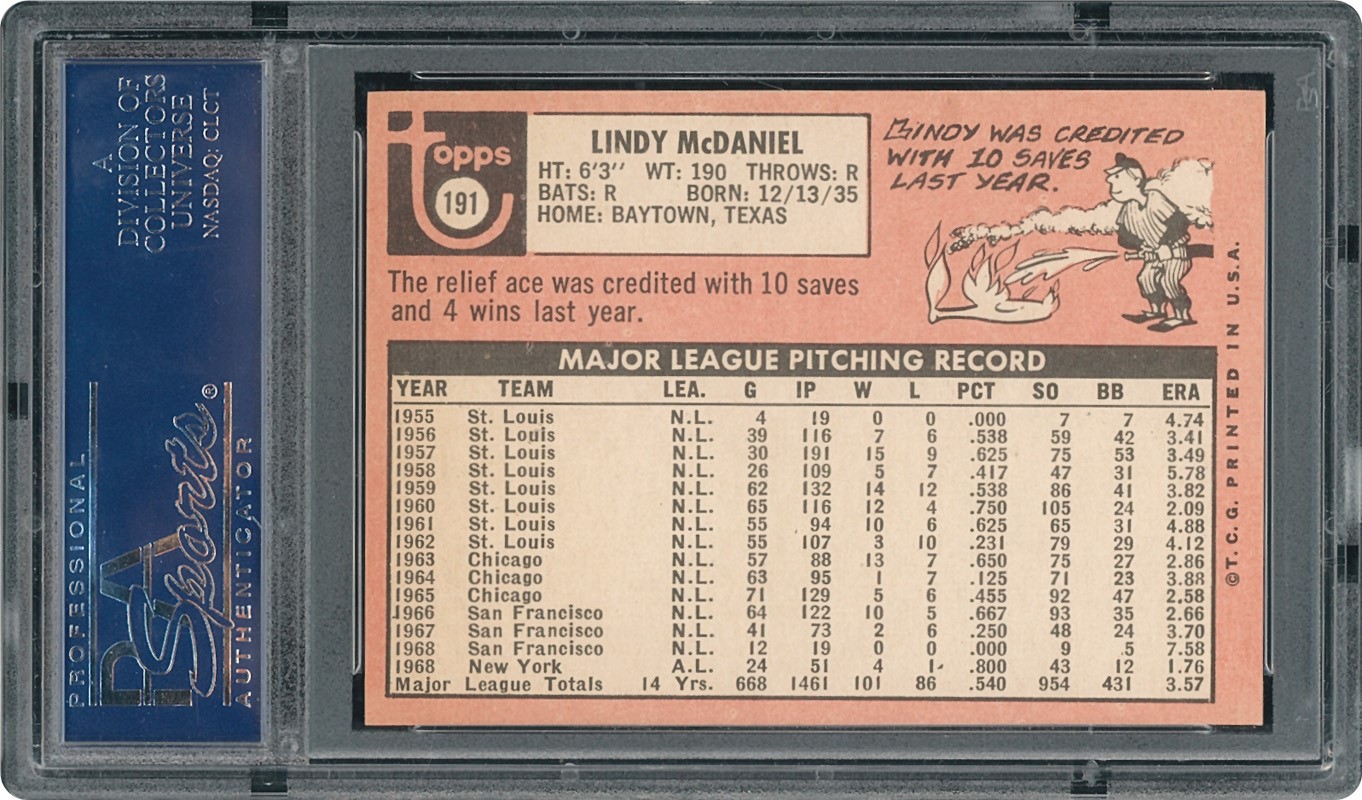 A
DIVISION OF
COLLECTORS
UNIVERSE
NASDAQ: CLCT
PROFESSIONAL
PSA
Sports®
AUTHENTICATOR
topps
191
LINDY McDANIEL
HT: 6'3'' WT: 190 THROWS: R
BATS: R BORN: 12/13/35
HOME: BAYTOWN, TEXAS
LINDY WAS CREDITED
WITH 10 SAVES
LAST YEAR.
The relief ace was credited with 10 saves
and 4 wins last year.
MAJOR LEAGUE PITCHING RECORD
YEAR TEAM LEA. G IP W L PCT SO BB ERA
1955 St. Louis N.L. 4 19 0 0 .000 7 7 4.74
1956 St. Louis N.L. 39 116 7 6 .538 59 42 3.41
1957 St. Louis N.L. 30 191 15 9 .625 75 53 3.49
1958 St. Louis N.L. 26 109 5 7 .417 47 31 5.78
1959 St. Louis N.L. 62 132 14 12 .538 86 41 3.82
1960 St. Louis N.L. 65 116 12 4 .750 105 24 2.09
1961 St. Louis N.L. 55 94 10 6 .625 65 31 4.88
1962 St. Louis N.L. 55 107 3 10 .231 79 29 4.12
1963 Chicago N.L. 57 88 13 7 .650 75 27 2.86
1964 Chicago N.L. 63 95 1 7 .125 71 23 3.88
1965 Chicago N.L. 71 129 5 6 .455 92 47 2.58
1966 San Francisco N.L. 64 122 10 5 .667 93 35 2.66
1967 San Francisco N.L. 41 73 2 6 .250 48 24 3.70
1968 San Francisco N.L. 12 19 0 0 .000 9 5 7.58
1968 New York A.L. 24 51 4 1 .800 43 12 1.76
Major League Totals 14 Yrs. 668 1461 101 86 .540 954 431 3.57
©T. C. G. PRINTED IN U.S.A.